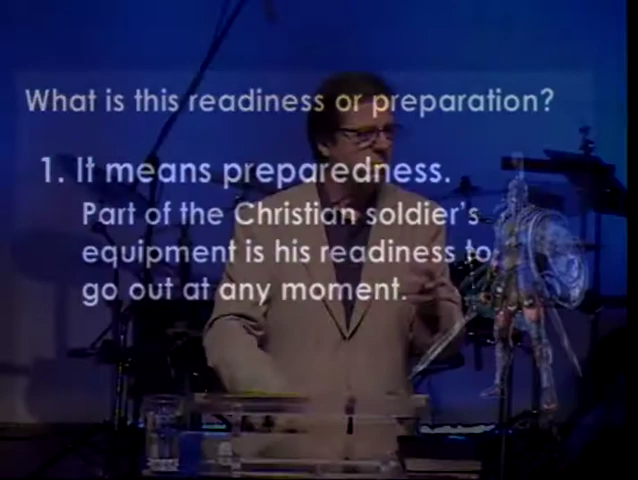 What is this readiness or preparation?
1. It means preparedness.
Part of the Christian soldier's
equipment is his readiness to
go out at any moment.